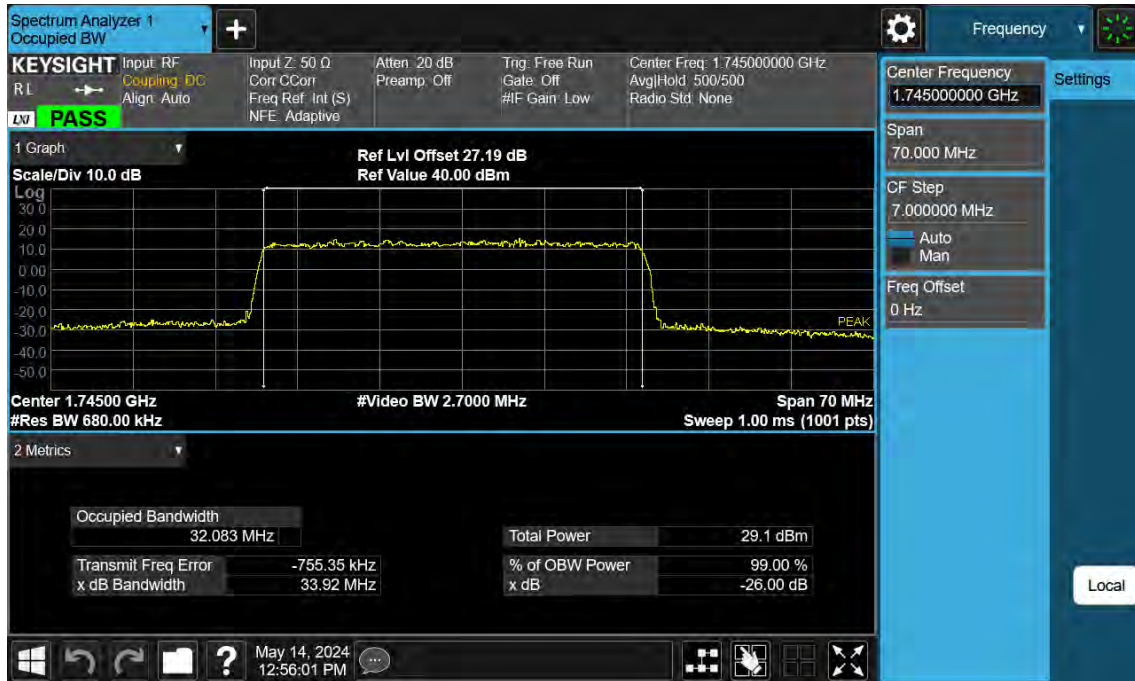 Spectrum Analyzer 1
Occupied BW
Frequency
KEYSIGHT
R L
LXI
PASS
Input: RF
Coupling: DC
Align: Auto
Input Z: 50 Ω
Corr CCorr
Freq Ref: Int (S)
NFE: Adaptive
Atten: 20 dB
Preamp: Off
Trig: Free Run
Gate: Off
#IF Gain: Low
Center Freq: 1.745000000 GHz
Avg|Hold: 500/500
Radio Std: None
Center Frequency
1.745000000 GHz
Settings
Span
70.000 MHz
CF Step
7.000000 MHz
Auto
Man
Freq Offset
0 Hz
Local
1 Graph
Scale/Div 10.0 dB
Ref Lvl Offset 27.19 dB
Ref Value 40.00 dBm
Log
30.0
20.0
10.0
0.00
-10.0
-20.0
-30.0
-40.0
-50.0
PEAK
Center 1.74500 GHz
#Video BW 2.7000 MHz
Span 70 MHz
#Res BW 680.00 kHz
Sweep 1.00 ms (1001 pts)
2 Metrics
Occupied Bandwidth
32.083 MHz
Total Power 29.1 dBm
Transmit Freq Error -755.35 kHz
% of OBW Power 99.00 %
x dB Bandwidth 33.92 MHz
x dB -26.00 dB
?
May 14, 2024
12:56:01 PM